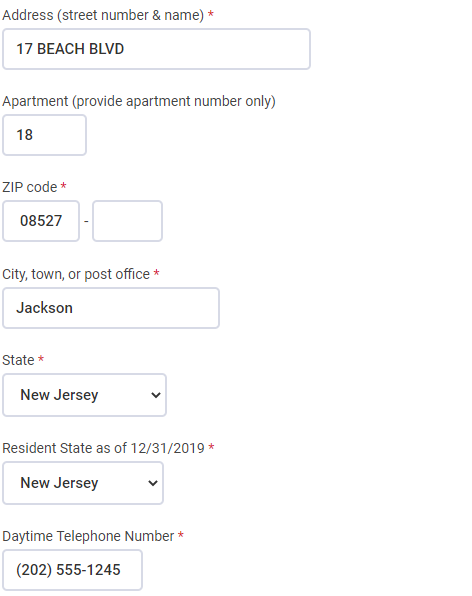 Address (street number & name) *
17 BEACH BLVD
Apartment (provide apartment number only)
18
ZIP code *
08527 -
City, town, or post office *
Jackson
State *
New Jersey
Resident State as of 12/31/2019 *
New Jersey
Daytime Telephone Number *
(202) 555-1245